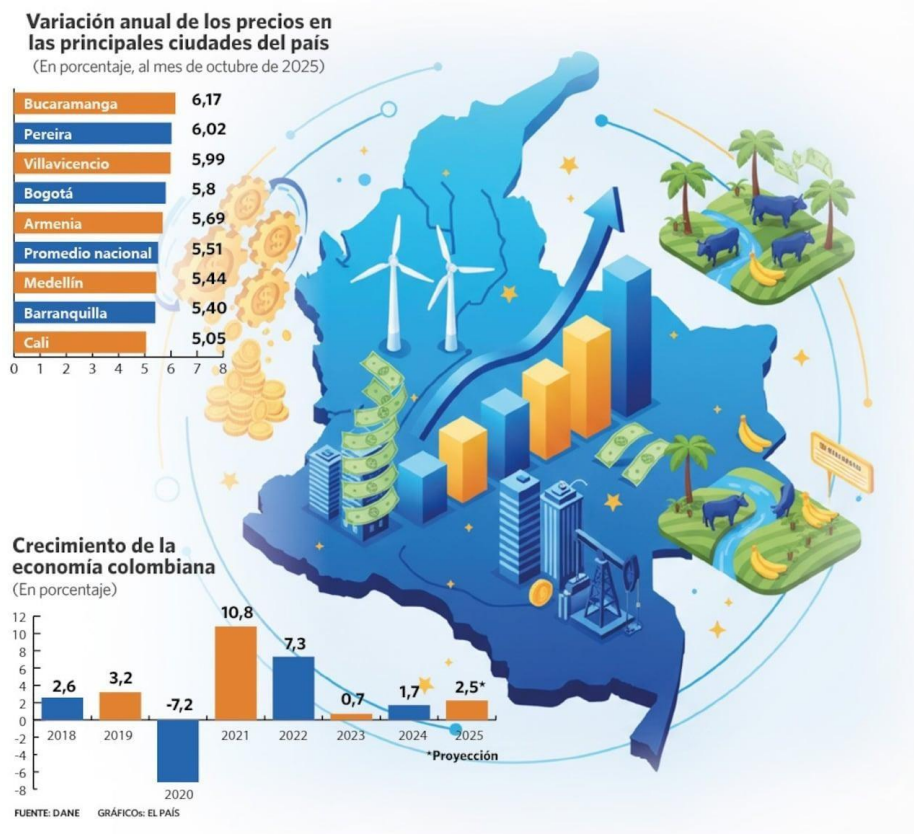 Variación anual de los precios en
las principales ciudades del país
(En porcentaje, al mes de octubre de 2025)
Bucaramanga 6,17
Pereira 6,02
Villavicencio 5,99
Bogotá 5,8
Armenia 5,69
Promedio nacional 5,51
Medellín 5,44
Barranquilla 5,40
Cali 5,05
0 1 2 3 4 5 6 7 8
Crecimiento de la
economía colombiana
(En porcentaje)
12
10
8
6
4
2
0
-2
-4
-6
-8
2,6 3,2 -7,2 10,8 7,3 0,7 1,7 2,5*
2018 2019 2020 2021 2022 2023 2024 2025
*Proyección
FUENTE: DANE GRÁFICOs: EL PAÍS